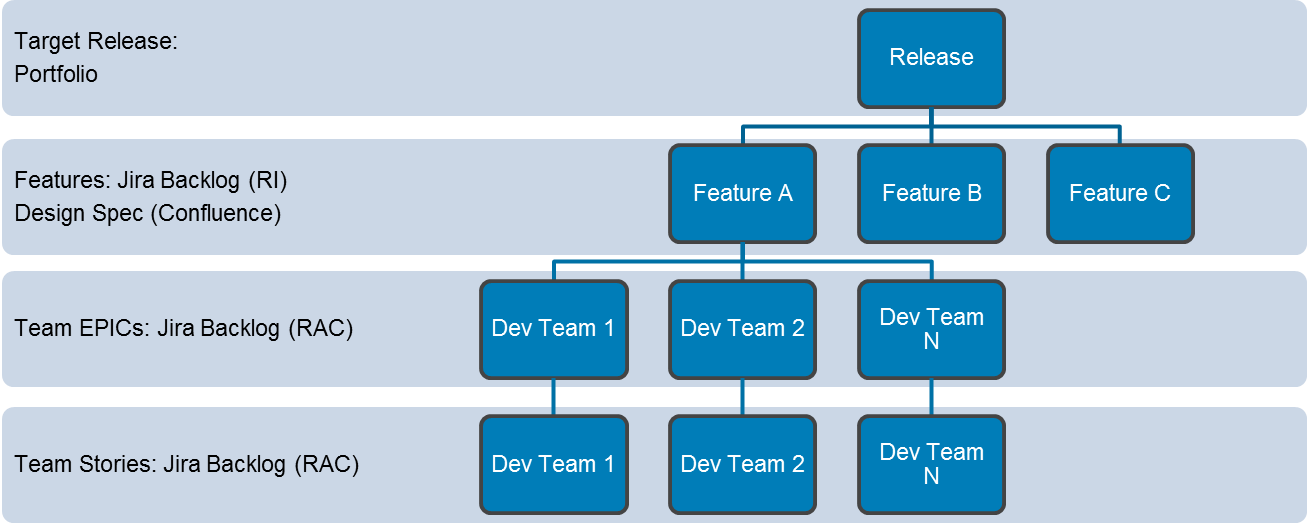 Target Release:
Portfolio
Release
Features: Jira Backlog (RI)
Design Spec (Confluence)
Feature A
Feature B
Feature C
Team EPICs: Jira Backlog (RAC)
Dev Team 1
Dev Team 2
Dev Team
N
Team Stories: Jira Backlog (RAC)
Dev Team 1
Dev Team 2
Dev Team
N